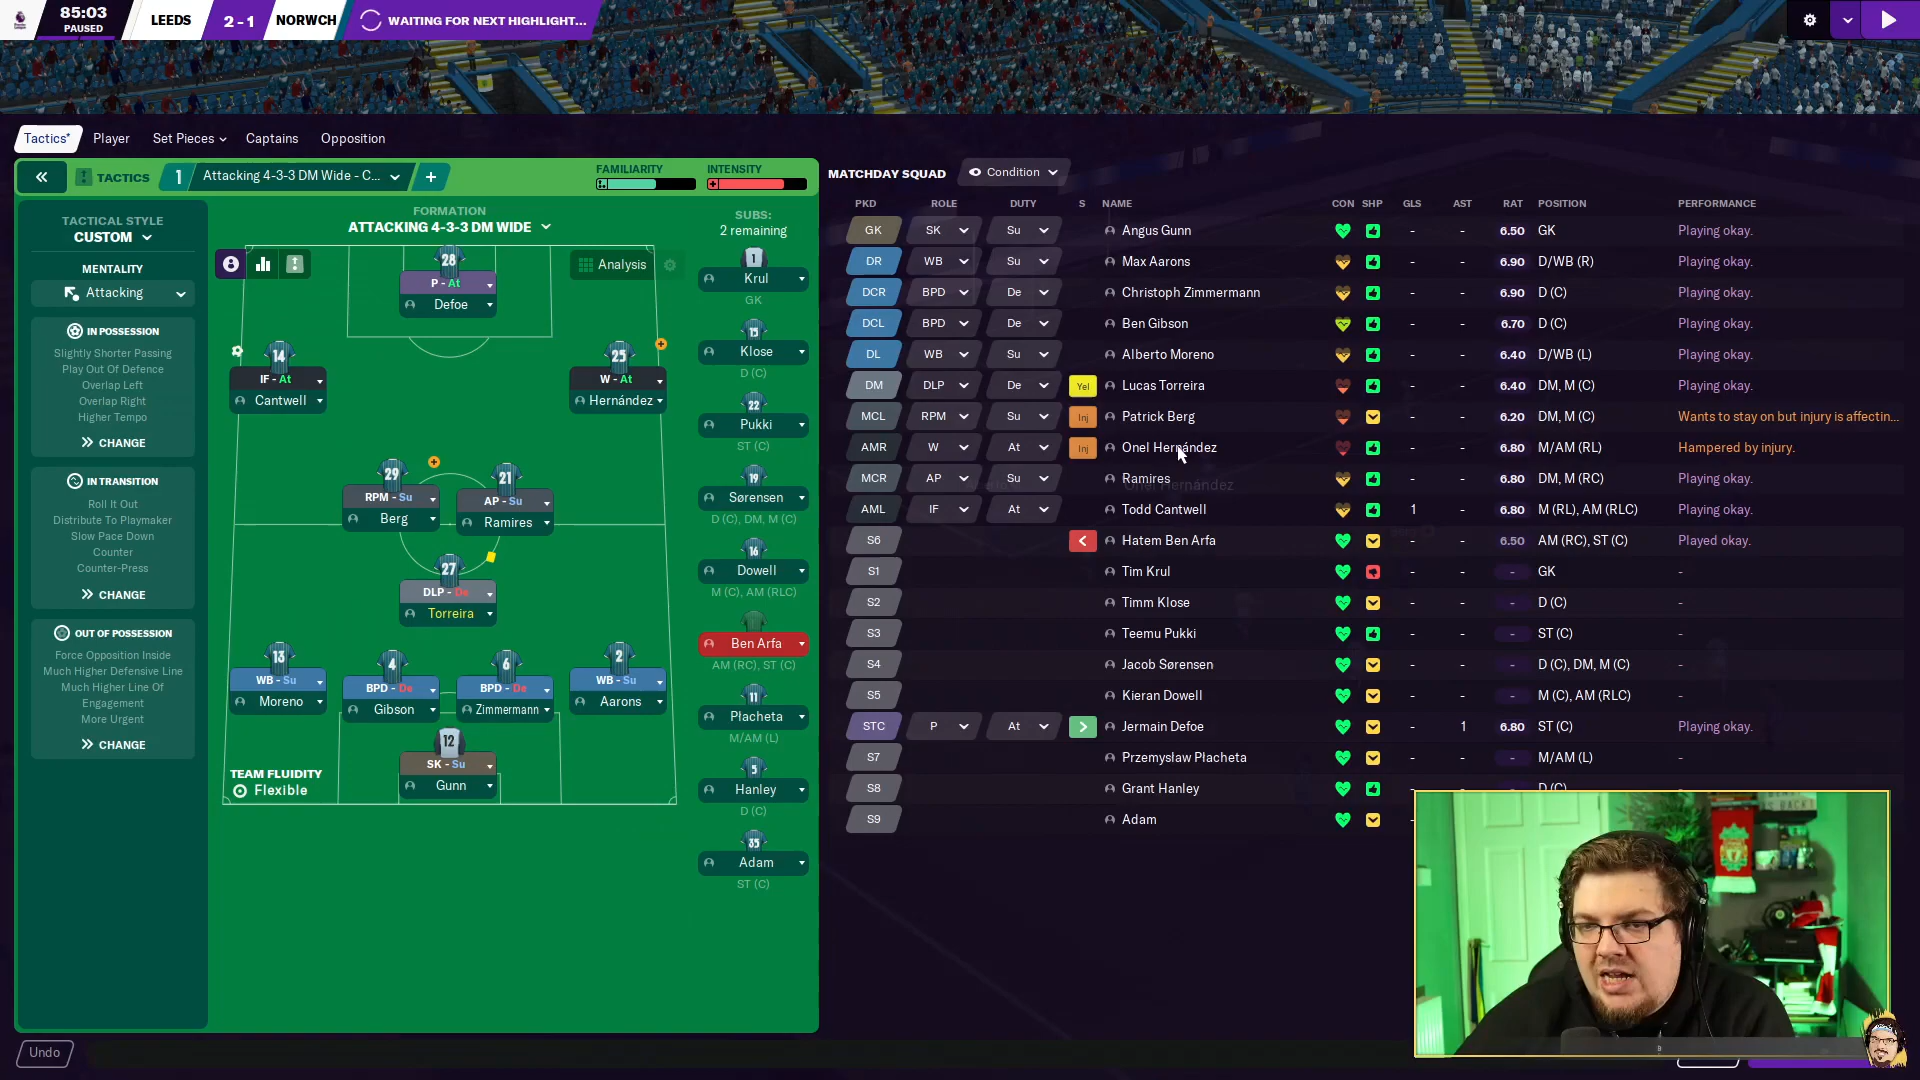 85:03
PAUSED
LEEDS
2 - 1
NORWCH
WAITING FOR NEXT HIGHLIGHT...
Tactics*
Player
Set Pieces
Captains
Opposition
TACTICS
1
Attacking 4-3-3 DM Wide - C...
+
FAMILIARITY
INTENSITY
TACTICAL STYLE
CUSTOM
MENTALITY
Attacking
IN POSSESSION
Slightly Shorter Passing
Play Out Of Defence
Overlap Left
Overlap Right
Higher Tempo
CHANGE
IN TRANSITION
Roll It Out
Distribute To Playmaker
Slow Pace Down
Counter
Counter-Press
CHANGE
OUT OF POSSESSION
Force Opposition Inside
Much Higher Defensive Line
Much Higher Line Of
Engagement
More Urgent
CHANGE
FORMATION
ATTACKING 4-3-3 DM WIDE
Analysis
28
P - At
Defoe
14
IF - At
Cantwell
25
W - At
Hernández
29
RPM - Su
Berg
21
AP - Su
Ramires
27
DLP - De
Torreira
13
WB - Su
Moreno
4
BPD - De
Gibson
6
BPD - De
Zimmermann
2
WB - Su
Aarons
12
SK - Su
Gunn
TEAM FLUIDITY
Flexible
SUBS:
2 remaining
1
Krul
GK
15
Klose
D (C)
22
Pukki
ST (C)
19
Sørensen
D (C), DM, M (C)
16
Dowell
M (C), AM (RLC)
Ben Arfa
AM (RC), ST (C)
11
Płacheta
M/AM (L)
5
Hanley
D (C)
35
Adam
ST (C)
MATCHDAY SQUAD
Condition
PKD ROLE DUTY S NAME CON SHP GLS AST RAT POSITION PERFORMANCE
GK SK Su Angus Gunn - - 6.50 GK Playing okay.
DR WB Su Max Aarons - - 6.90 D/WB (R) Playing okay.
DCR BPD De Christoph Zimmermann - - 6.90 D (C) Playing okay.
DCL BPD De Ben Gibson - - 6.70 D (C) Playing okay.
DL WB Su Alberto Moreno - - 6.40 D/WB (L) Playing okay.
DM DLP De Yel Lucas Torreira - - 6.40 DM, M (C) Playing okay.
MCL RPM Su Inj Patrick Berg - - 6.20 DM, M (C) Wants to stay on but injury is affectin...
AMR W At Inj Onel Hernández - - 6.80 M/AM (RL) Hampered by injury.
MCR AP Su Ramires - - 6.80 DM, M (RC) Playing okay.
AML IF At Todd Cantwell 1 - 6.80 M (RL), AM (RLC) Playing okay.
S6 Hatem Ben Arfa - - 6.50 AM (RC), ST (C) Played okay.
S1 Tim Krul - - - GK -
S2 Timm Klose - - - D (C) -
S3 Teemu Pukki - - - ST (C) -
S4 Jacob Sørensen - - - D (C), DM, M (C) -
S5 Kieran Dowell - - - M (C), AM (RLC) -
STC P At Jermain Defoe - 1 6.80 ST (C) Playing okay.
S7 Przemysław Płacheta - - - M/AM (L) -
S8 Grant Hanley - - - D (C) -
S9 Adam -
Undo